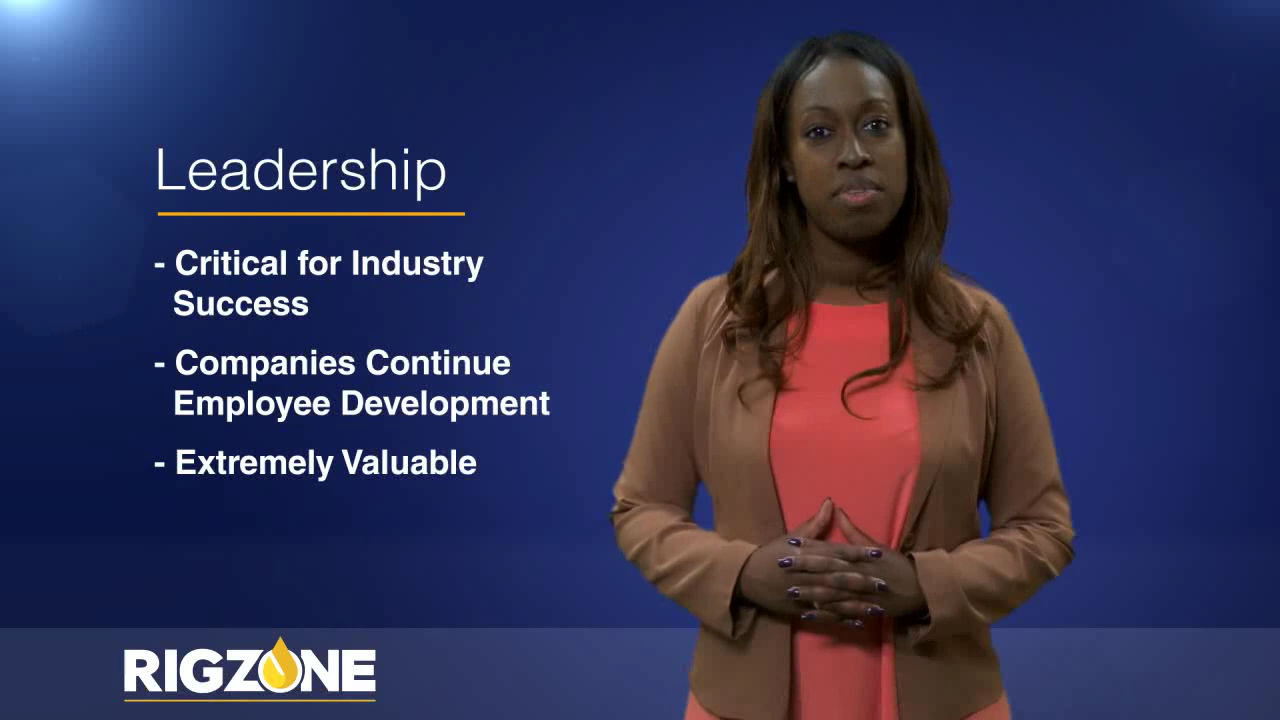 Leadership
- Critical for Industry
Success
- Companies Continue
Employee Development
- Extremely Valuable
RIGZONE